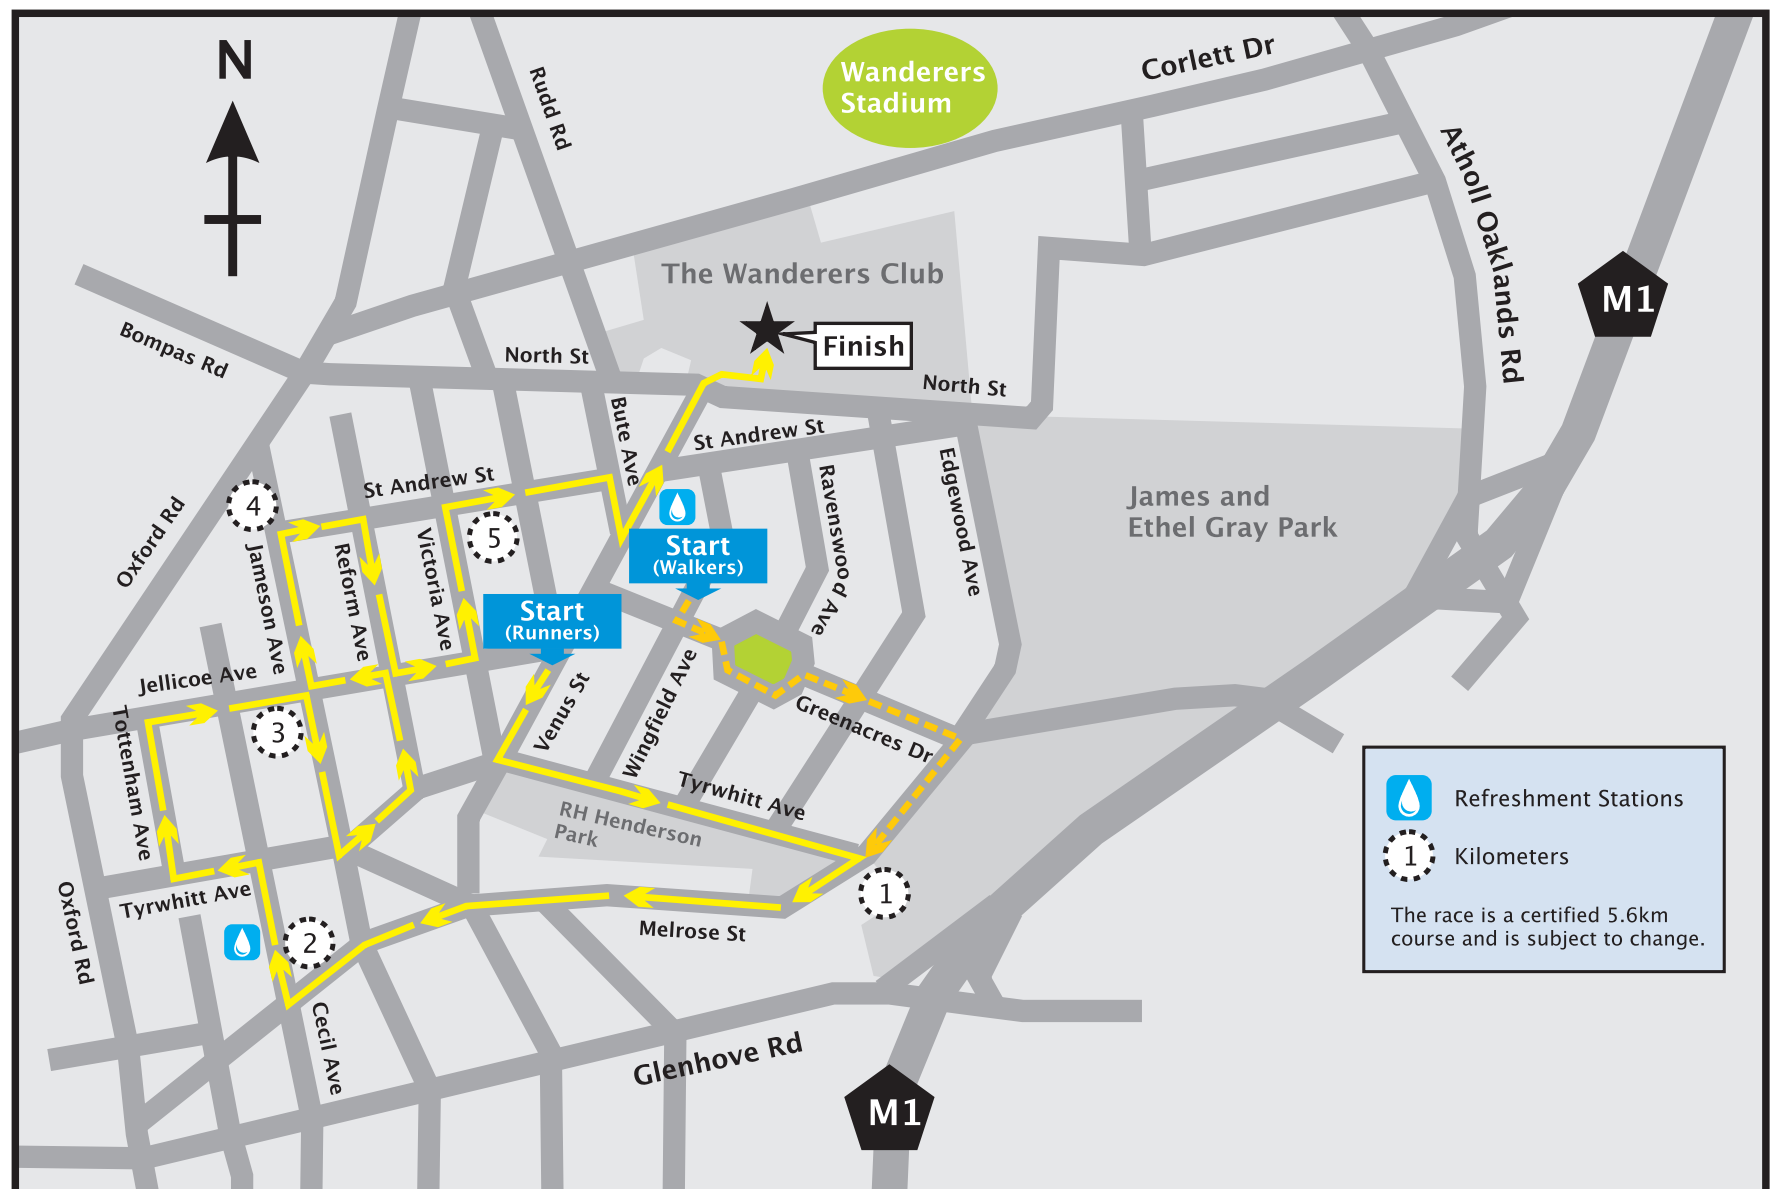 N
Rudd Rd
Wanderers
Stadium
Corlett Dr
Atholl Oaklands Rd
M1
The Wanderers Club
Finish
Bompas Rd
North St
North St
Bute Ave
St Andrew St
St Andrew St
Ravenswood Ave
Edgewood Ave
James and
Ethel Gray Park
Oxford Rd
4
5
Jameson Ave
Reform Ave
Victoria Ave
Start
(Walkers)
Start
(Runners)
Jellicoe Ave
Tottenham Ave
3
Venus St
Wingfield Ave
Greenacres Dr
Tyrwhitt Ave
RH Henderson
Park
Tyrwhitt Ave
Oxford Rd
2
1
Melrose St
Cecil Ave
Glenhove Rd
M1
Refreshment Stations
1
Kilometers
The race is a certified 5.6km
course and is subject to change.